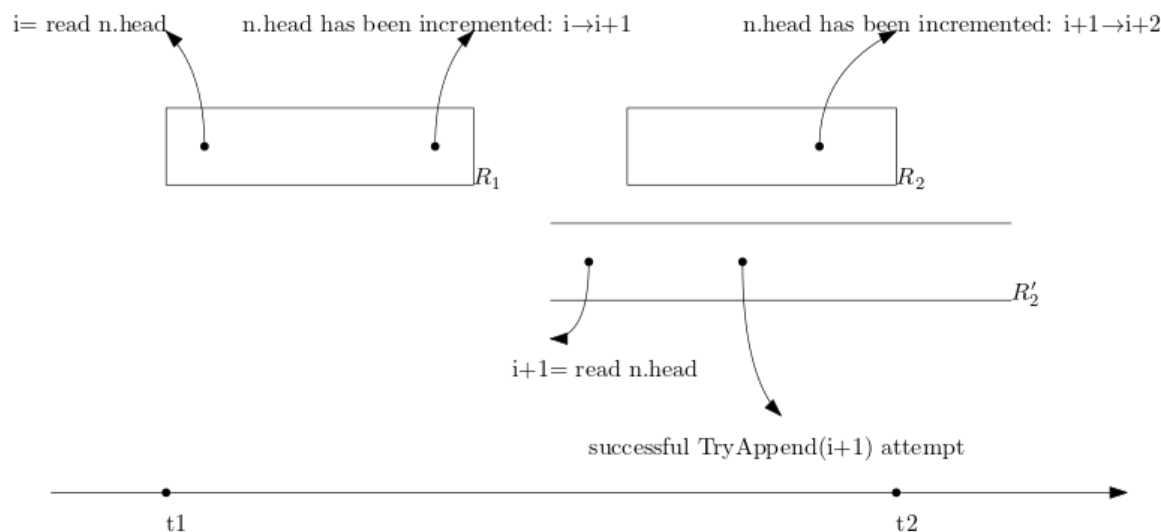 i= read n.head
n.head has been incremented: i→i+1
n.head has been incremented: i+1→i+2
R₁
R₂
R′₂
i+1= read n.head
successful TryAppend(i+1) attempt
t1
t2